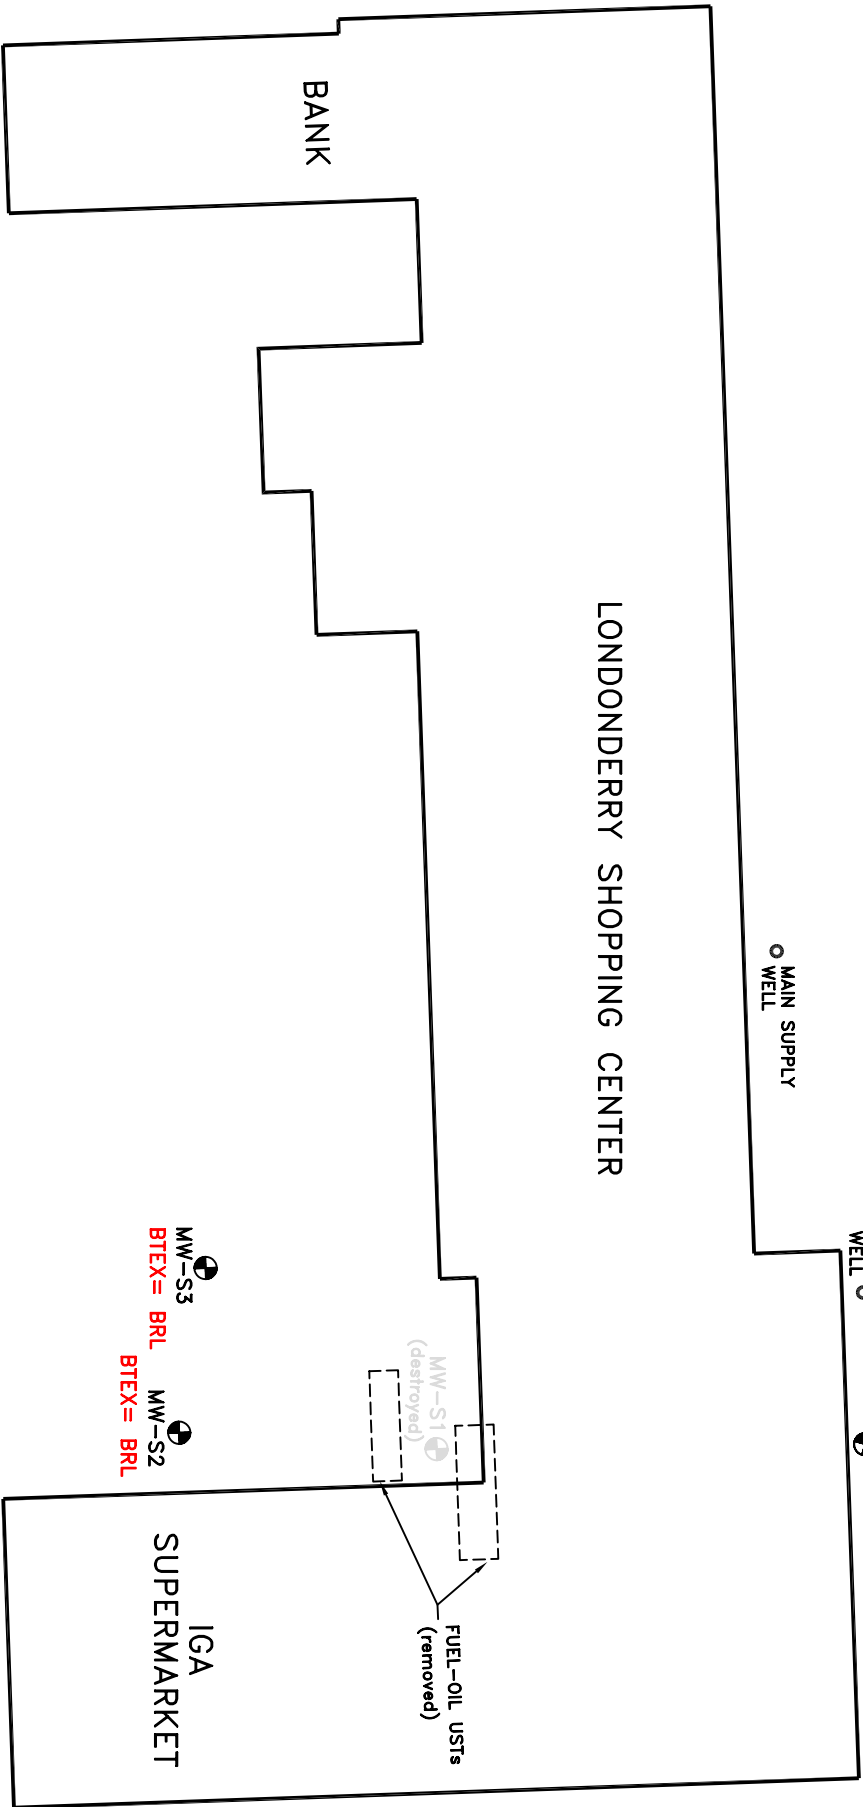 BANK
LONDONDERRY SHOPPING CENTER
MAIN SUPPLY
WELL
WELL
MW-S3
BTEX= BRL
MW-S2
BTEX= BRL
MW-S1
(destroyed)
FUEL-OIL USTs
(removed)
IGA
SUPERMARKET